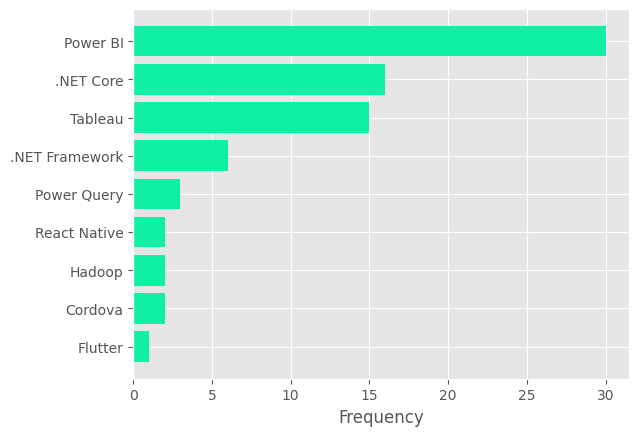 Power BI
.NET Core
Tableau
.NET Framework
Power Query
React Native
Hadoop
Cordova
Flutter
0 5 10 15 20 25 30
Frequency